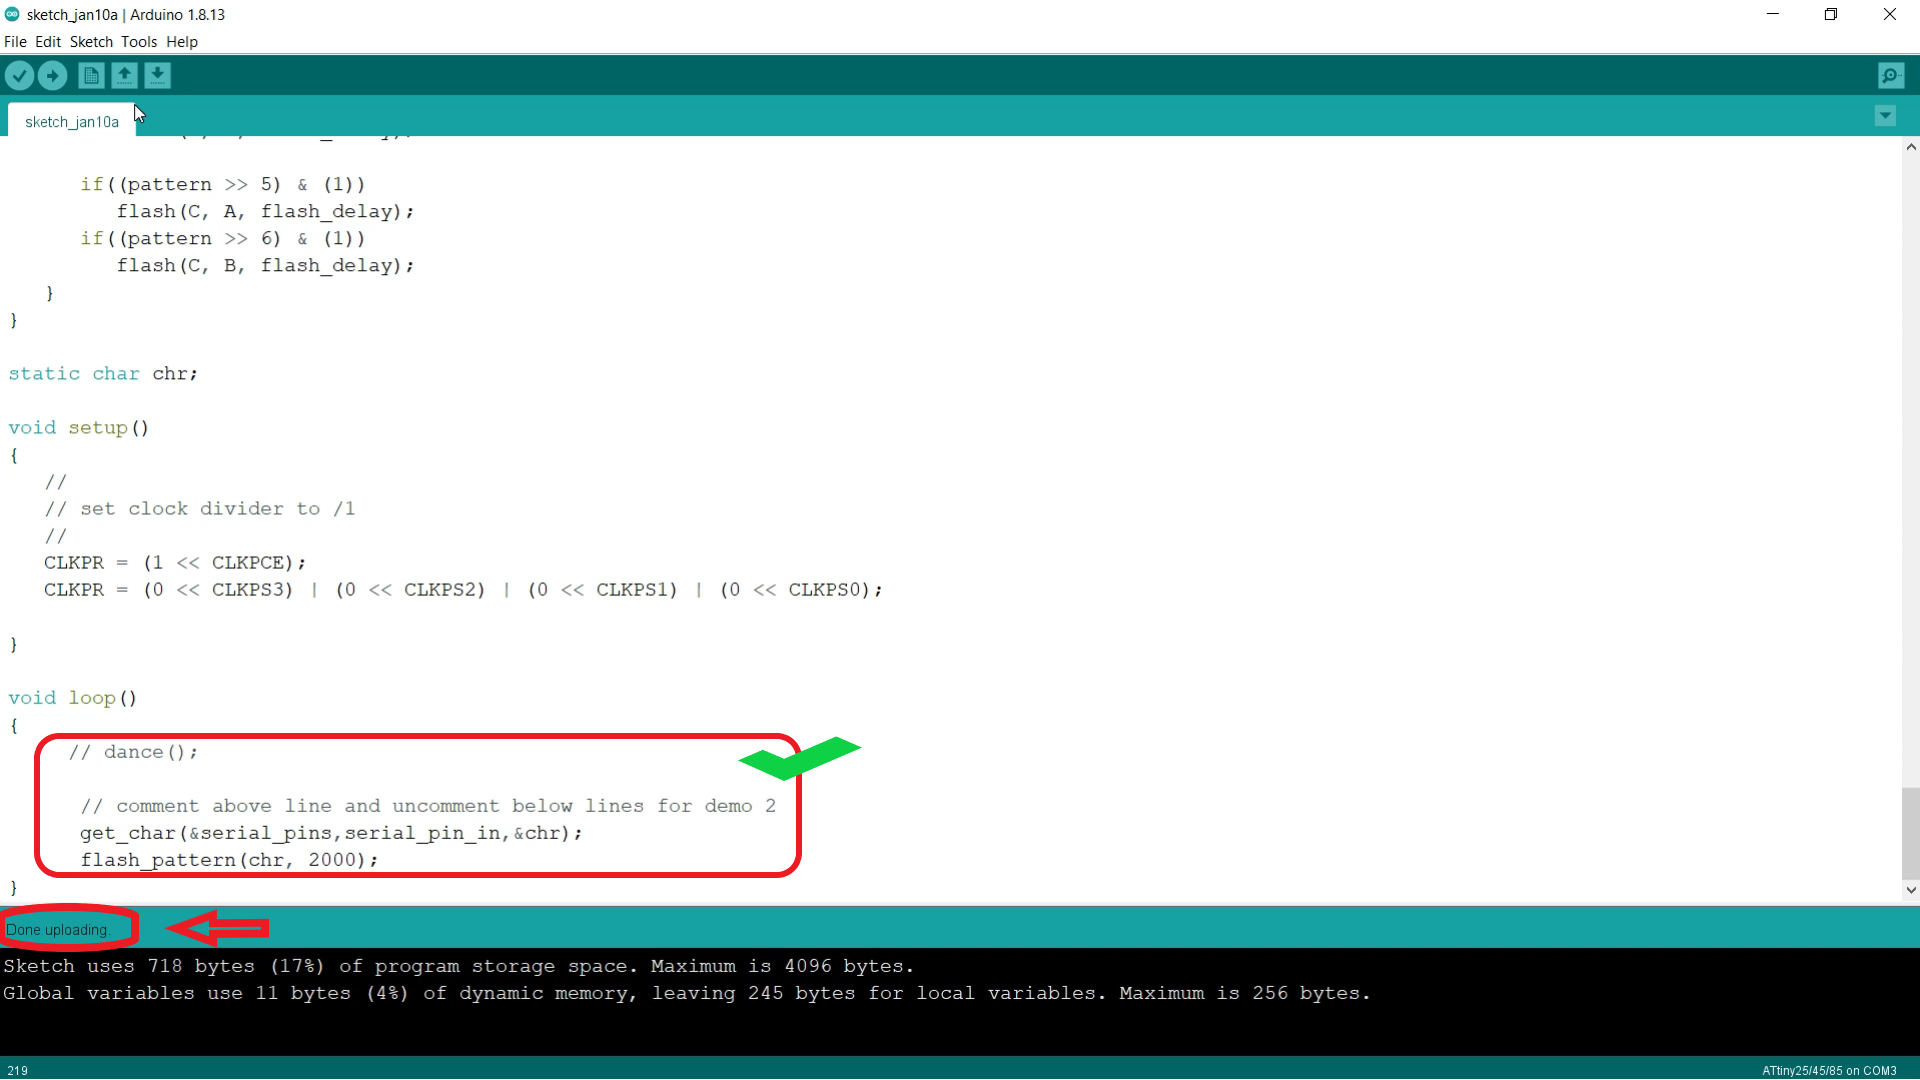 sketch_jan10a | Arduino 1.8.13
File Edit Sketch Tools Help
sketch_jan10a
if((pattern >> 5) & (1))
flash(C, A, flash_delay);
if((pattern >> 6) & (1))
flash(C, B, flash_delay);
}
}
static char chr;
void setup()
{
//
// set clock divider to /1
//
CLKPR = (1 << CLKPCE);
CLKPR = (0 << CLKPS3) | (0 << CLKPS2) | (0 << CLKPS1) | (0 << CLKPS0);
}
void loop()
{
// dance();
// comment above line and uncomment below lines for demo 2
get_char(&serial_pins,serial_pin_in,&chr);
flash_pattern(chr, 2000);
}
Done uploading.
Sketch uses 718 bytes (17%) of program storage space. Maximum is 4096 bytes.
Global variables use 11 bytes (4%) of dynamic memory, leaving 245 bytes for local variables. Maximum is 256 bytes.
219
ATtiny25/45/85 on COM3